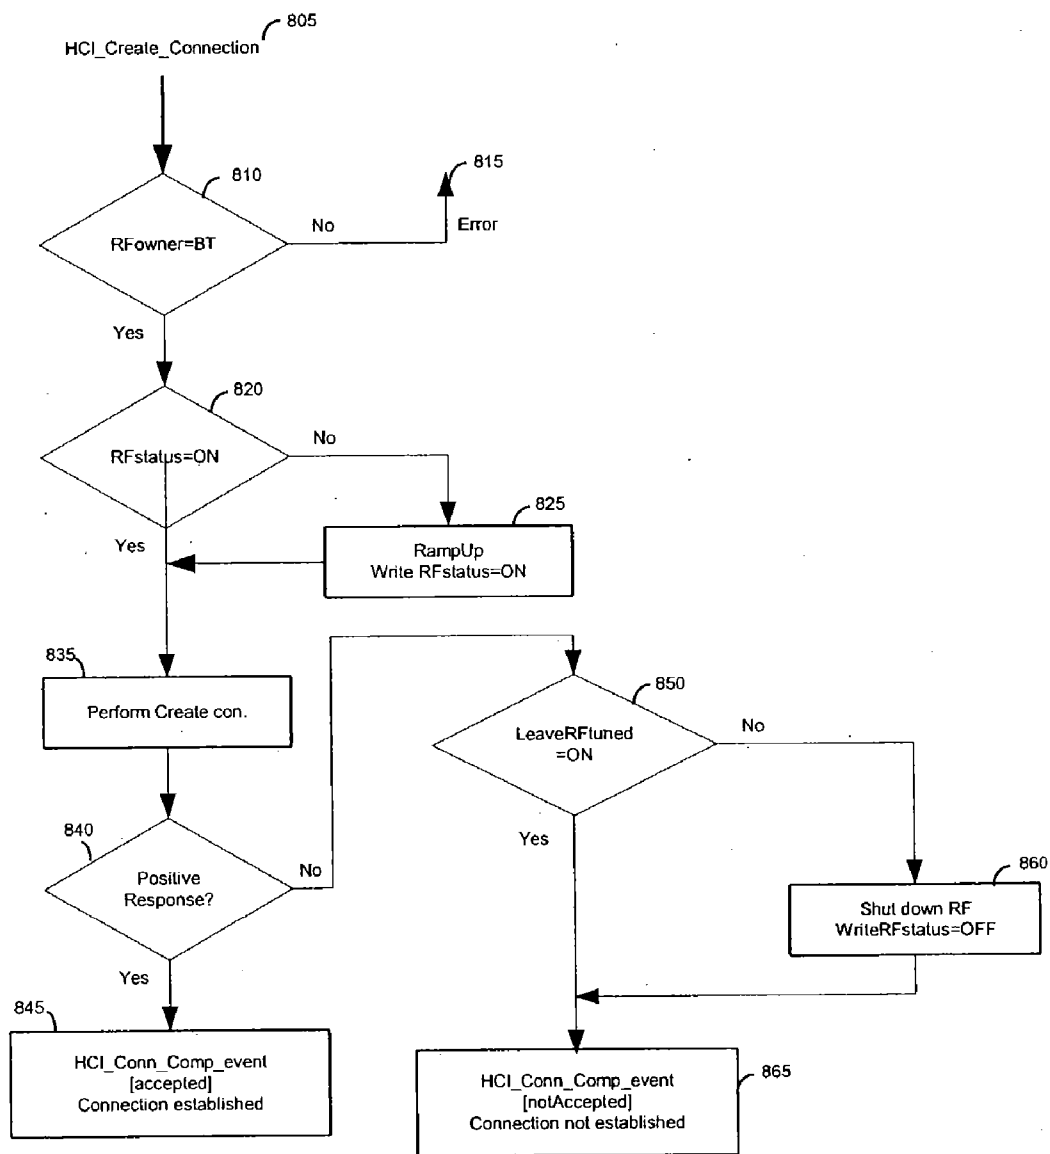 805
HCI_Create_Connection
810
815
RFowner=BT
No
Error
Yes
820
RFstatus=ON
No
825
Yes
RampUp
Write RFstatus=ON
835
Perform Create con.
850
LeaveRFtuned
=ON
No
840
Positive
Response?
No
Yes
860
Shut down RF
WriteRFstatus=OFF
Yes
845
HCI_Conn_Comp_event
[accepted]
Connection established
865
HCI_Conn_Comp_event
[notAccepted]
Connection not established